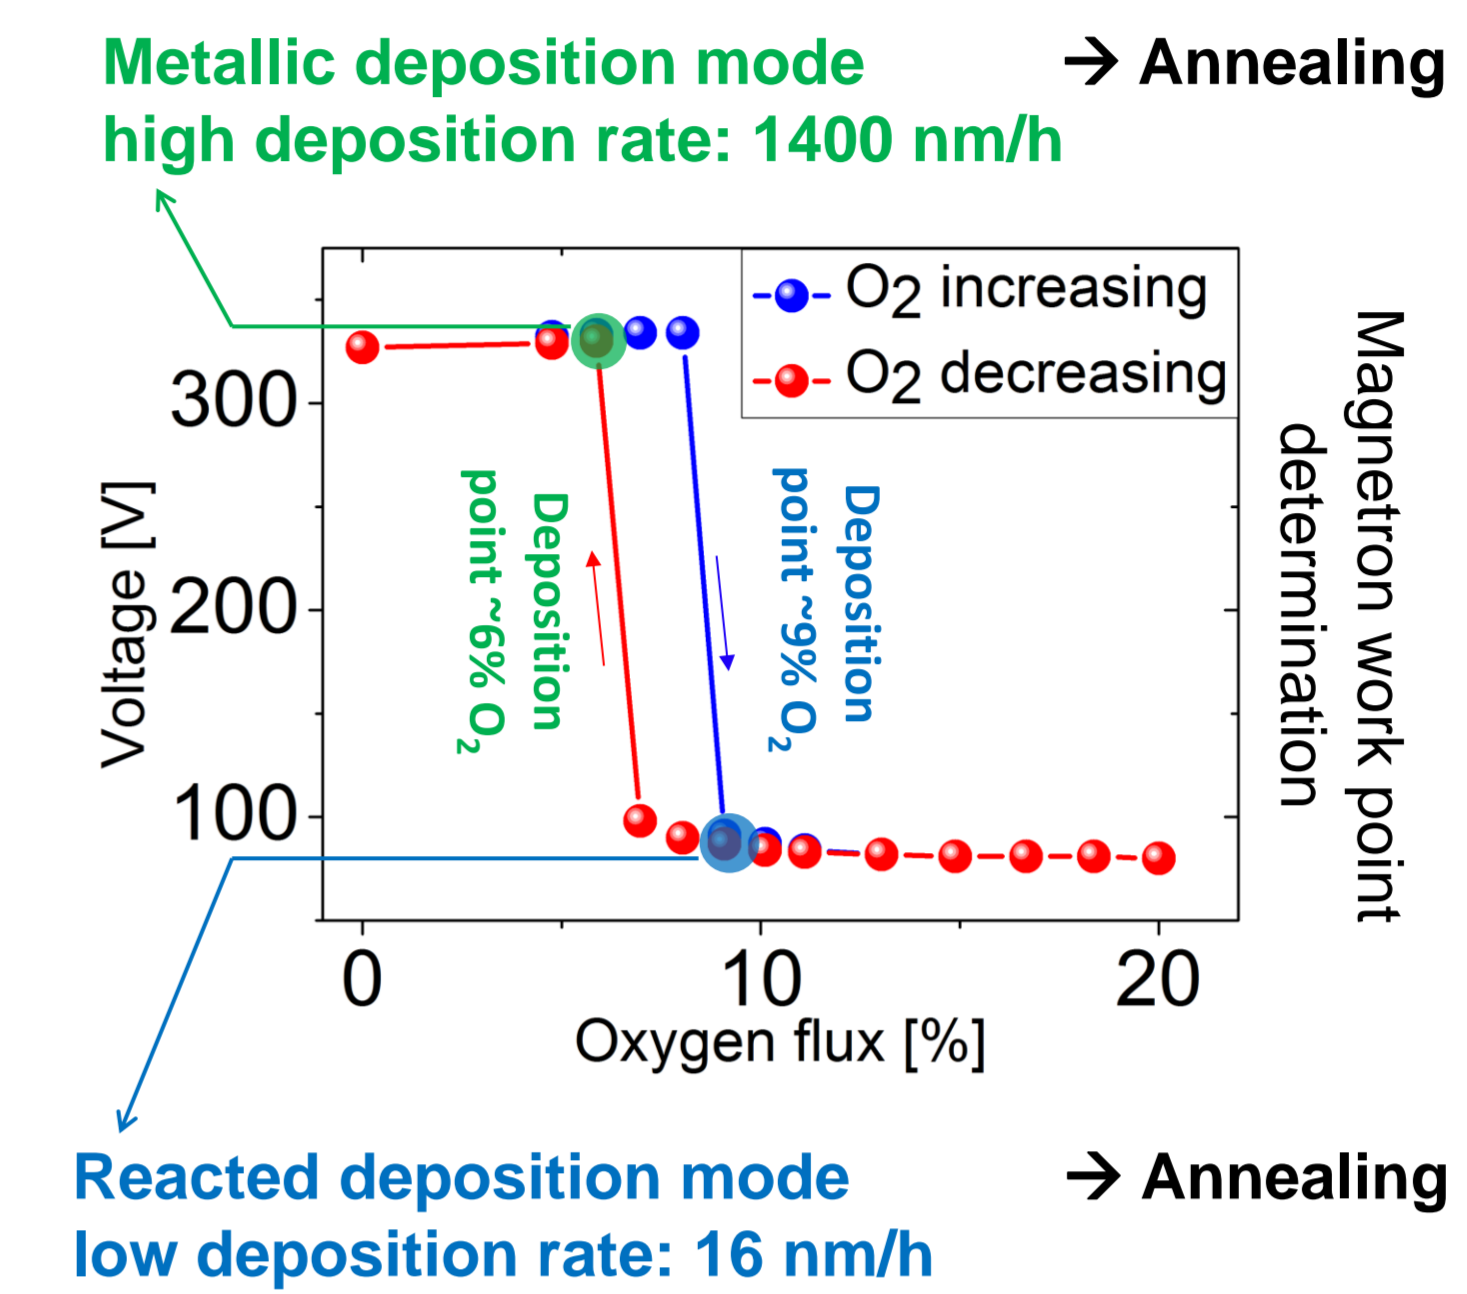 Metallic deposition mode → Annealing
high deposition rate: 1400 nm/h
O2 increasing
O2 decreasing
300
200
100
Voltage [V]
Deposition
point ~6% O2
Deposition
point ~9% O2
Magnetron work point
determination
0 10 20
Oxygen flux [%]
Reacted deposition mode → Annealing
low deposition rate: 16 nm/h